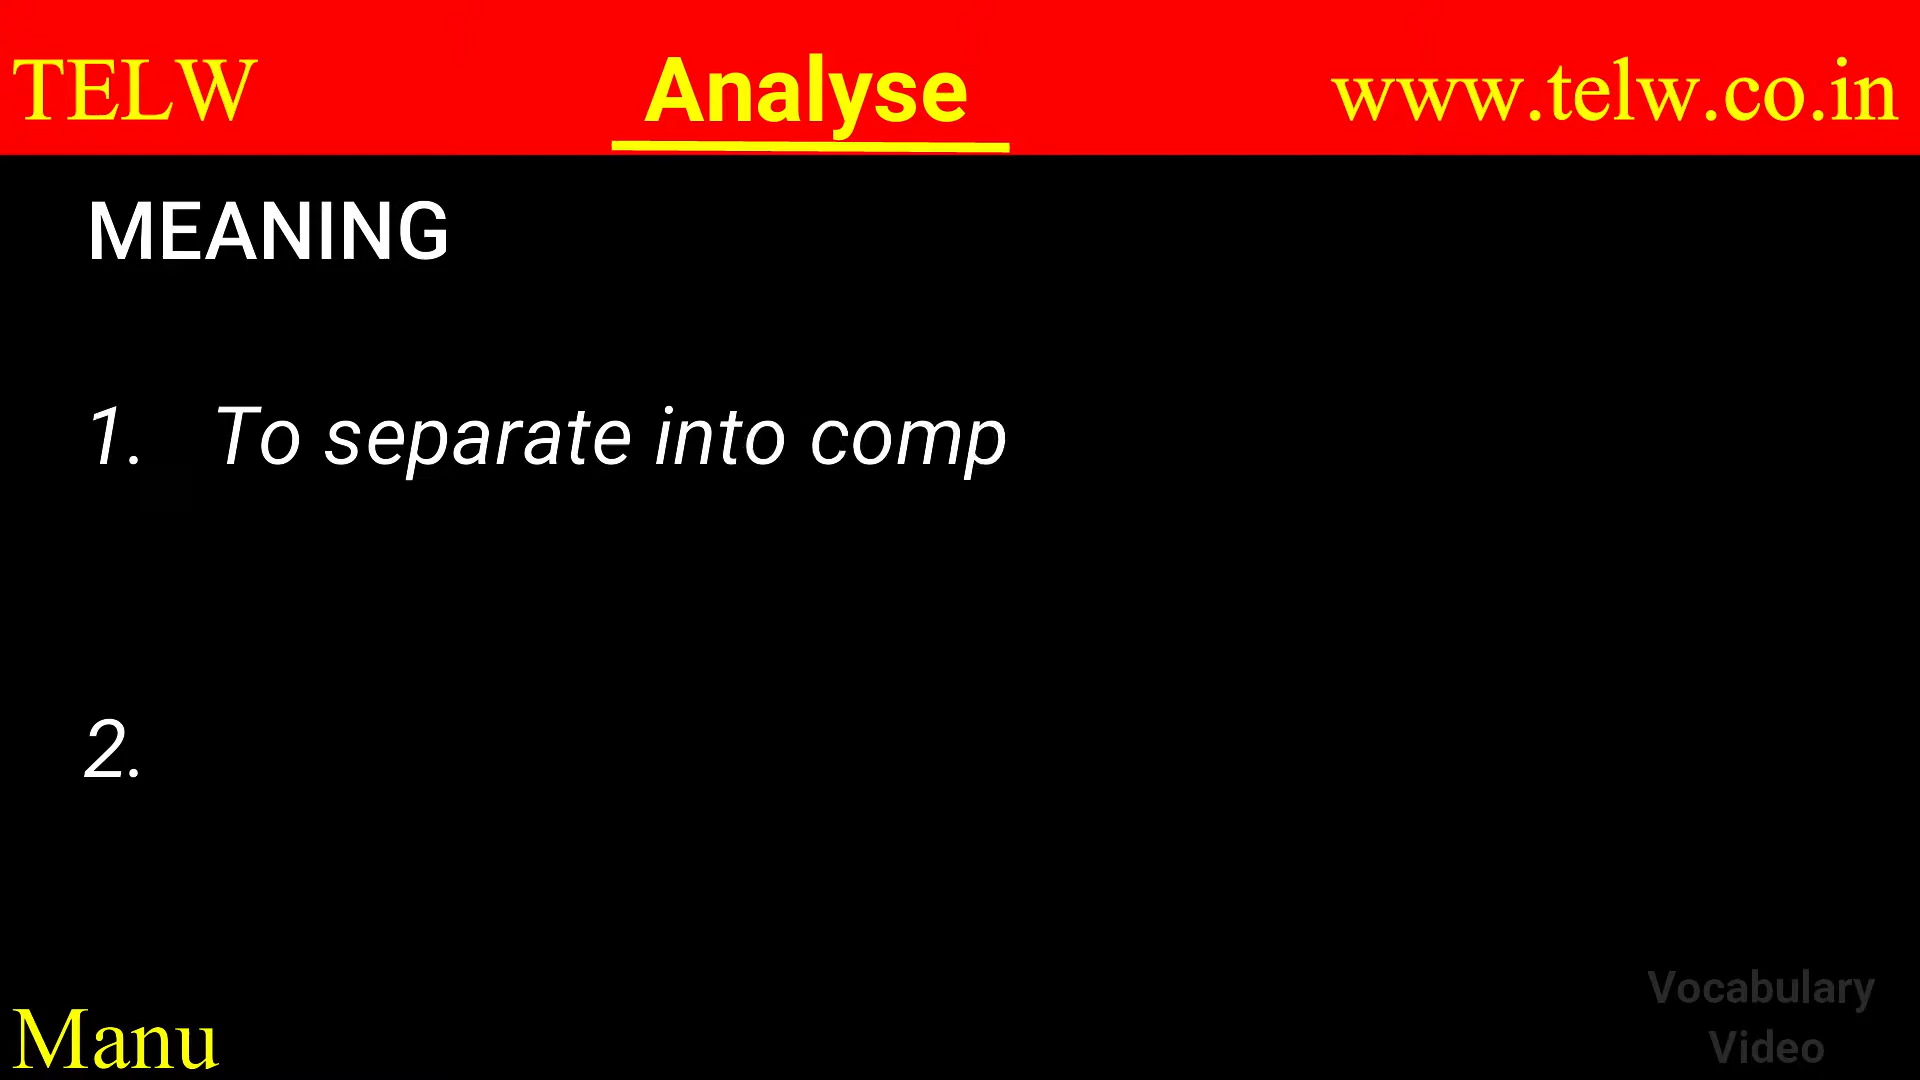 TELW
Analyse
www.telw.co.in
MEANING
1. To separate into comp
2.
Manu
Vocabulary
Video